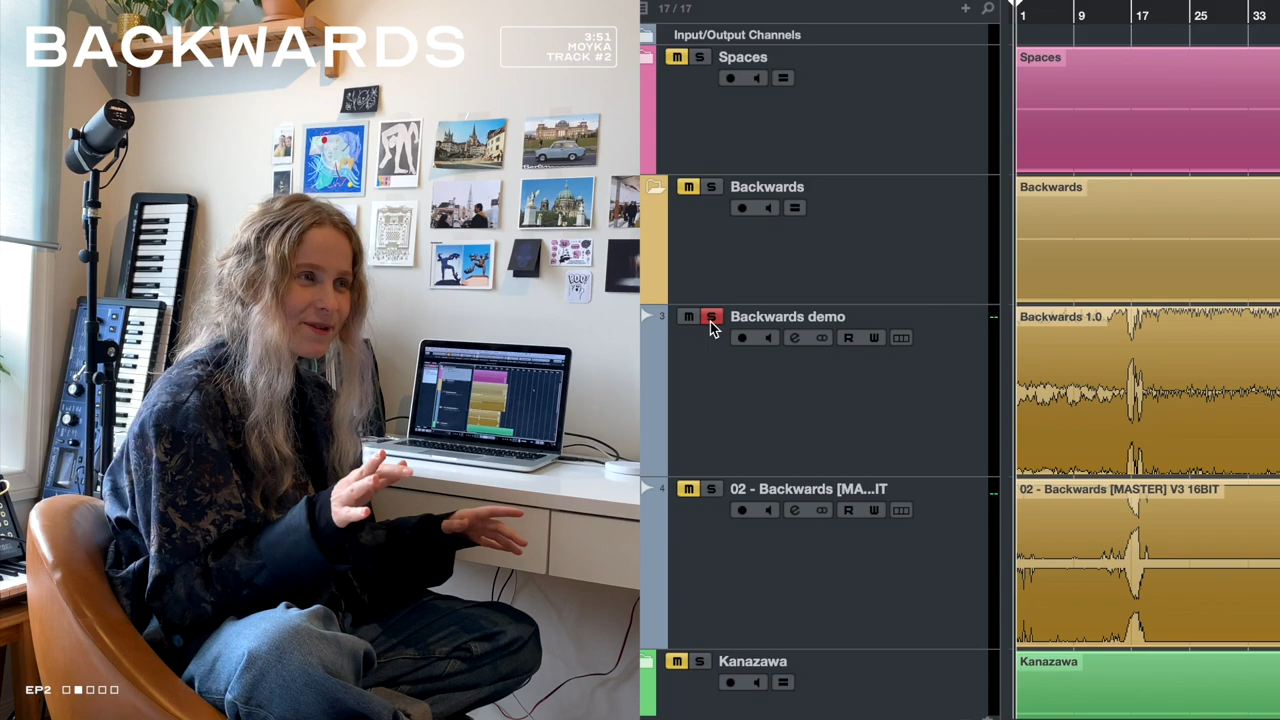 BACKWARDS
3:51
MOYKA
TRACK #2
EP2
17 / 17
Input/Output Channels
M S Spaces
M S Backwards
3 M S Backwards demo
R W
4 M S 02 - Backwards [MA...IT
R W
M S Kanazawa
1 9 17 25 33
Spaces
Backwards
Backwards 1.0
02 - Backwards [MASTER] V3 16BIT
Kanazawa